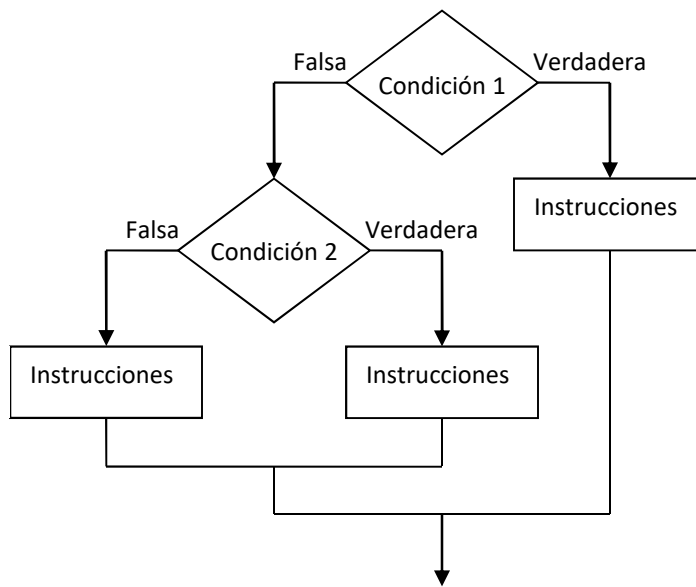 Falsa
Verdadera
Condición 1
Instrucciones
Falsa
Verdadera
Condición 2
Instrucciones
Instrucciones